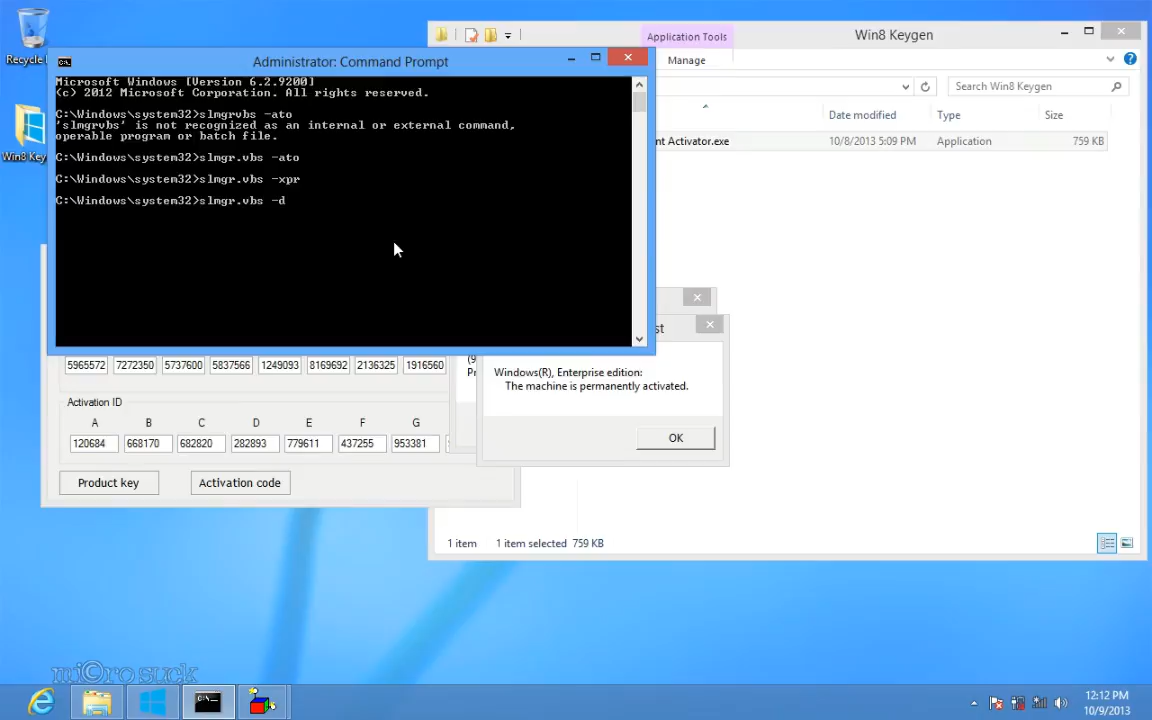 Recycle
Win8 Key
Application Tools
Win8 Keygen
Manage
Search Win8 Keygen
Date modified
Type
Size
nt Activator.exe
10/8/2013 5:09 PM
Application
759 KB
Administrator: Command Prompt
Microsoft Windows [Version 6.2.9200]
(c) 2012 Microsoft Corporation. All rights reserved.
C:\Windows\system32>slmgrvbs -ato
'slmgrvbs' is not recognized as an internal or external command,
operable program or batch file.
C:\Windows\system32>slmgr.vbs -ato
C:\Windows\system32>slmgr.vbs -xpr
C:\Windows\system32>slmgr.vbs -d
st
Windows(R), Enterprise edition:
The machine is permanently activated.
OK
5965572 7272350 5737600 5837566 1249093 8169692 2136325 1916560
Activation ID
A B C D E F G
120684 668170 682820 282893 779611 437255 953381
Product key
Activation code
1 item 1 item selected 759 KB
mi©rosuck
12:12 PM
10/9/2013